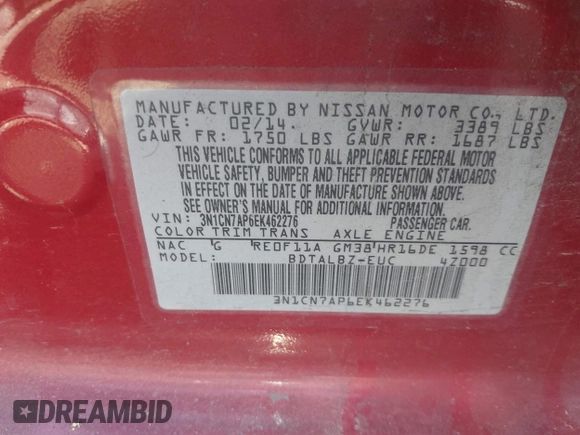 MANUFACTURED BY NISSAN MOTOR CO., LTD.
DATE: 02/14. GVWR: 3389 LBS
GAWR FR: 1750 LBS GAWR RR: 1687 LBS
THIS VEHICLE CONFORMS TO ALL APPLICABLE FEDERAL MOTOR
VEHICLE SAFETY, BUMPER AND THEFT PREVENTION STANDARDS
IN EFFECT ON THE DATE OF MANUFACTURE SHOWN ABOVE.
SEE OWNER'S MANUAL FOR ADDITIONAL INFORMATION.
VIN: 3N1CN7AP6EK462276 PASSENGER CAR.
COLOR TRIM TRANS AXLE ENGINE
NAC G RE0F11A GM38 HR16DE 1598 CC
MODEL: BDTALBZ-EUC 4Z000
3N1CN7AP6EK462276
DREAMBID